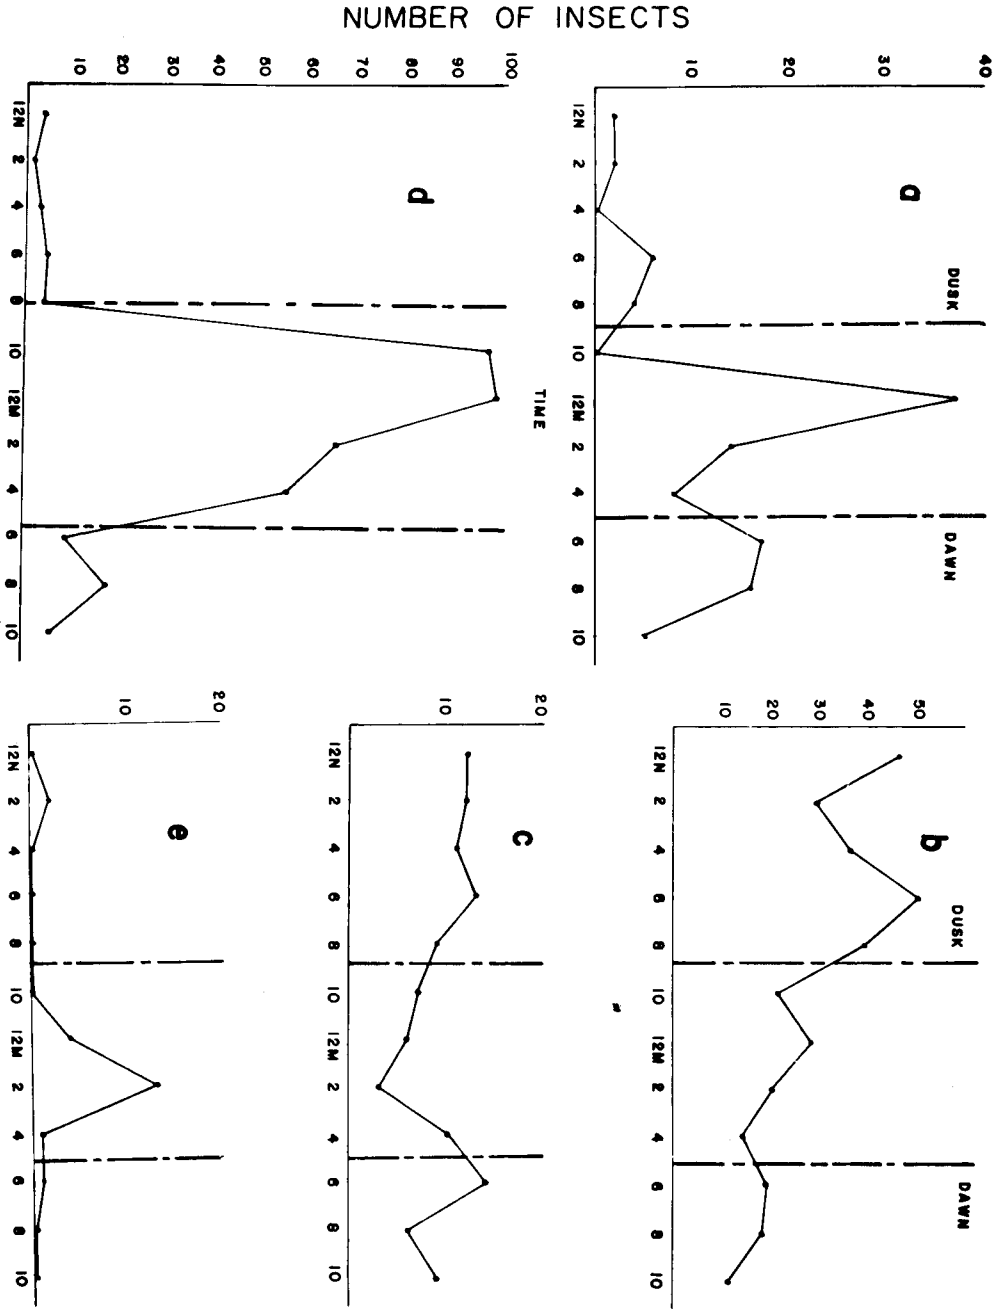 NUMBER OF INSECTS
10 20 30 40 50 60 70 80 90 100
12N 2 4 6 8 10 12M 2 4 6 8 10
d
TIME
10 20 30 40
12N 2 4 6 8 10 12M 2 4 6 8 10
a
DUSK
DAWN
10 20
12N 2 4 6 8 10 12M 2 4 6 8 10
e
10 20
12N 2 4 6 8 10 12M 2 4 6 8 10
c
10 20 30 40 50
12N 2 4 6 8 10 12M 2 4 6 8 10
b
DUSK
DAWN